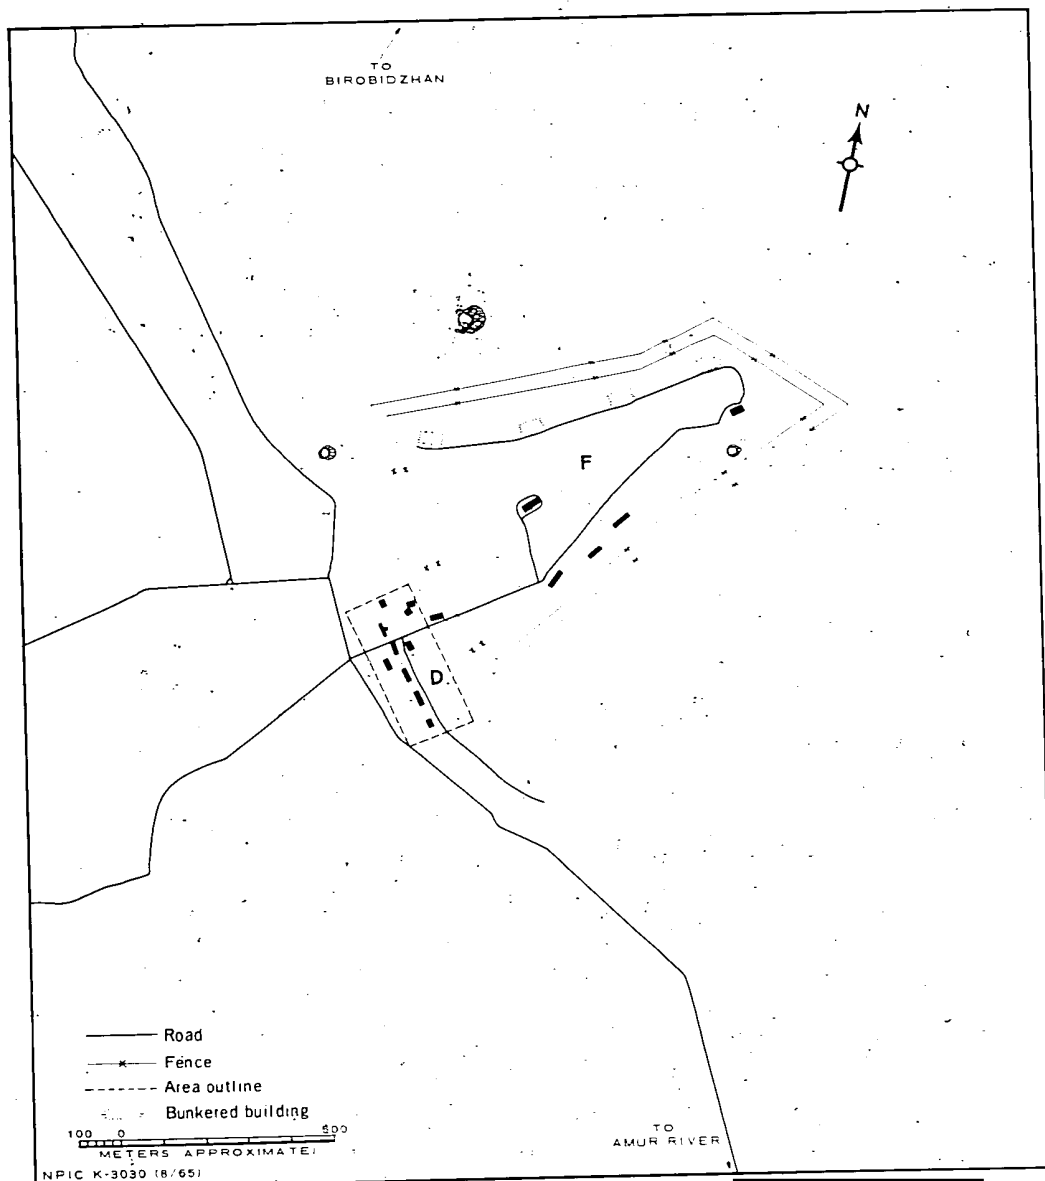 TO
BIROBIDZHAN
N
F
D
Road
Fence
Area outline
Bunkered building
100 0 500
METERS APPROXIMATE
TO
AMUR RIVER
NPIC K-3030 (8/65)